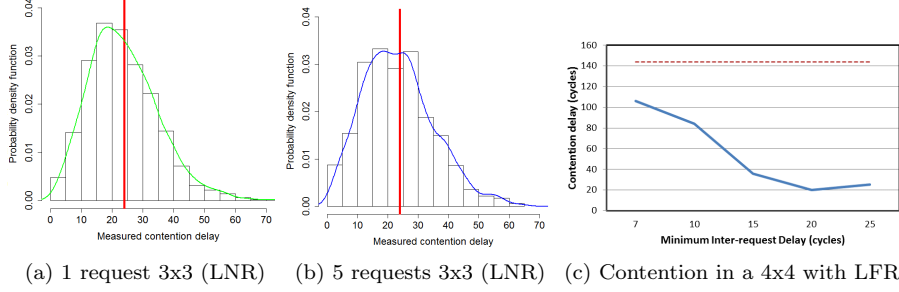 Probability density function
0.00 0.01 0.02 0.03 0.04
0 10 20 30 40 50 60 70
Measured contention delay
(a) 1 request 3x3 (LNR)
Probability density function
0.00 0.01 0.02 0.03 0.04
0 10 20 30 40 50 60 70
Measured contention delay
(b) 5 requests 3x3 (LNR)
Contention delay (cycles)
160
140
120
100
80
60
40
20
0
7 10 15 20 25
Minimum Inter-request Delay (cycles)
(c) Contention in a 4x4 with LFR